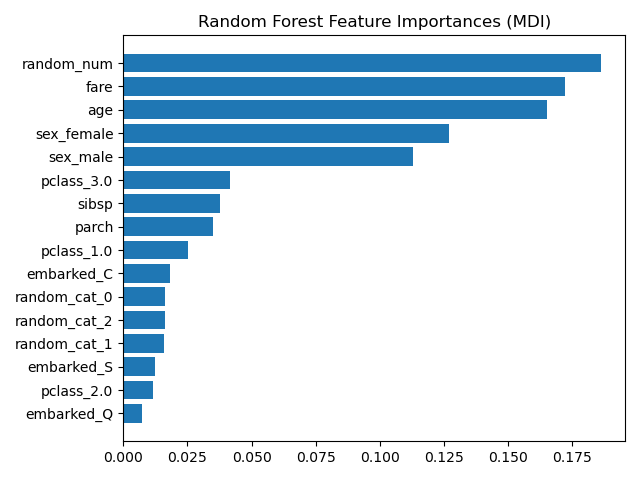 Random Forest Feature Importances (MDI)
random_num
fare
age
sex_female
sex_male
pclass_3.0
sibsp
parch
pclass_1.0
embarked_C
random_cat_0
random_cat_2
random_cat_1
embarked_S
pclass_2.0
embarked_Q
0.000 0.025 0.050 0.075 0.100 0.125 0.150 0.175